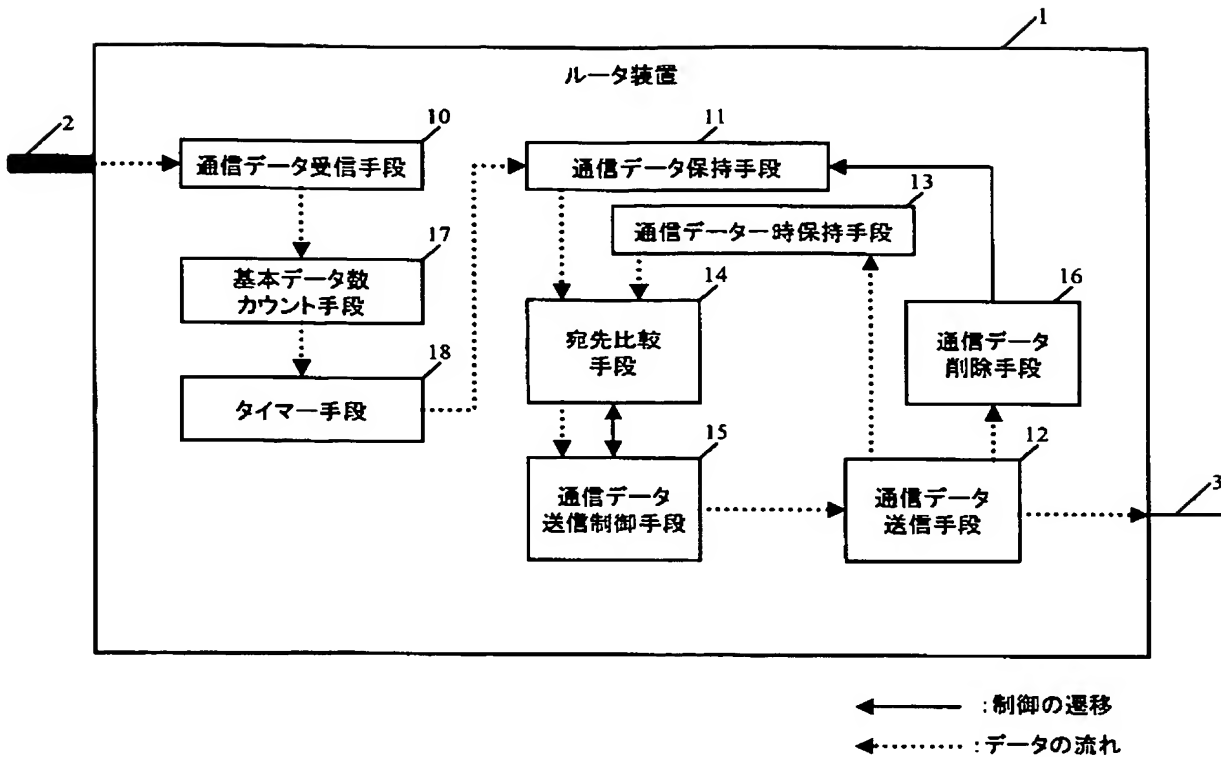 1
ルータ装置
2
10
通信データ受信手段
11
通信データ保持手段
13
通信データ一時保持手段
17
基本データ数
カウント手段
14
宛先比較
手段
16
通信データ
削除手段
18
タイマー手段
15
通信データ
送信制御手段
12
通信データ
送信手段
3
:制御の遷移
:データの流れ